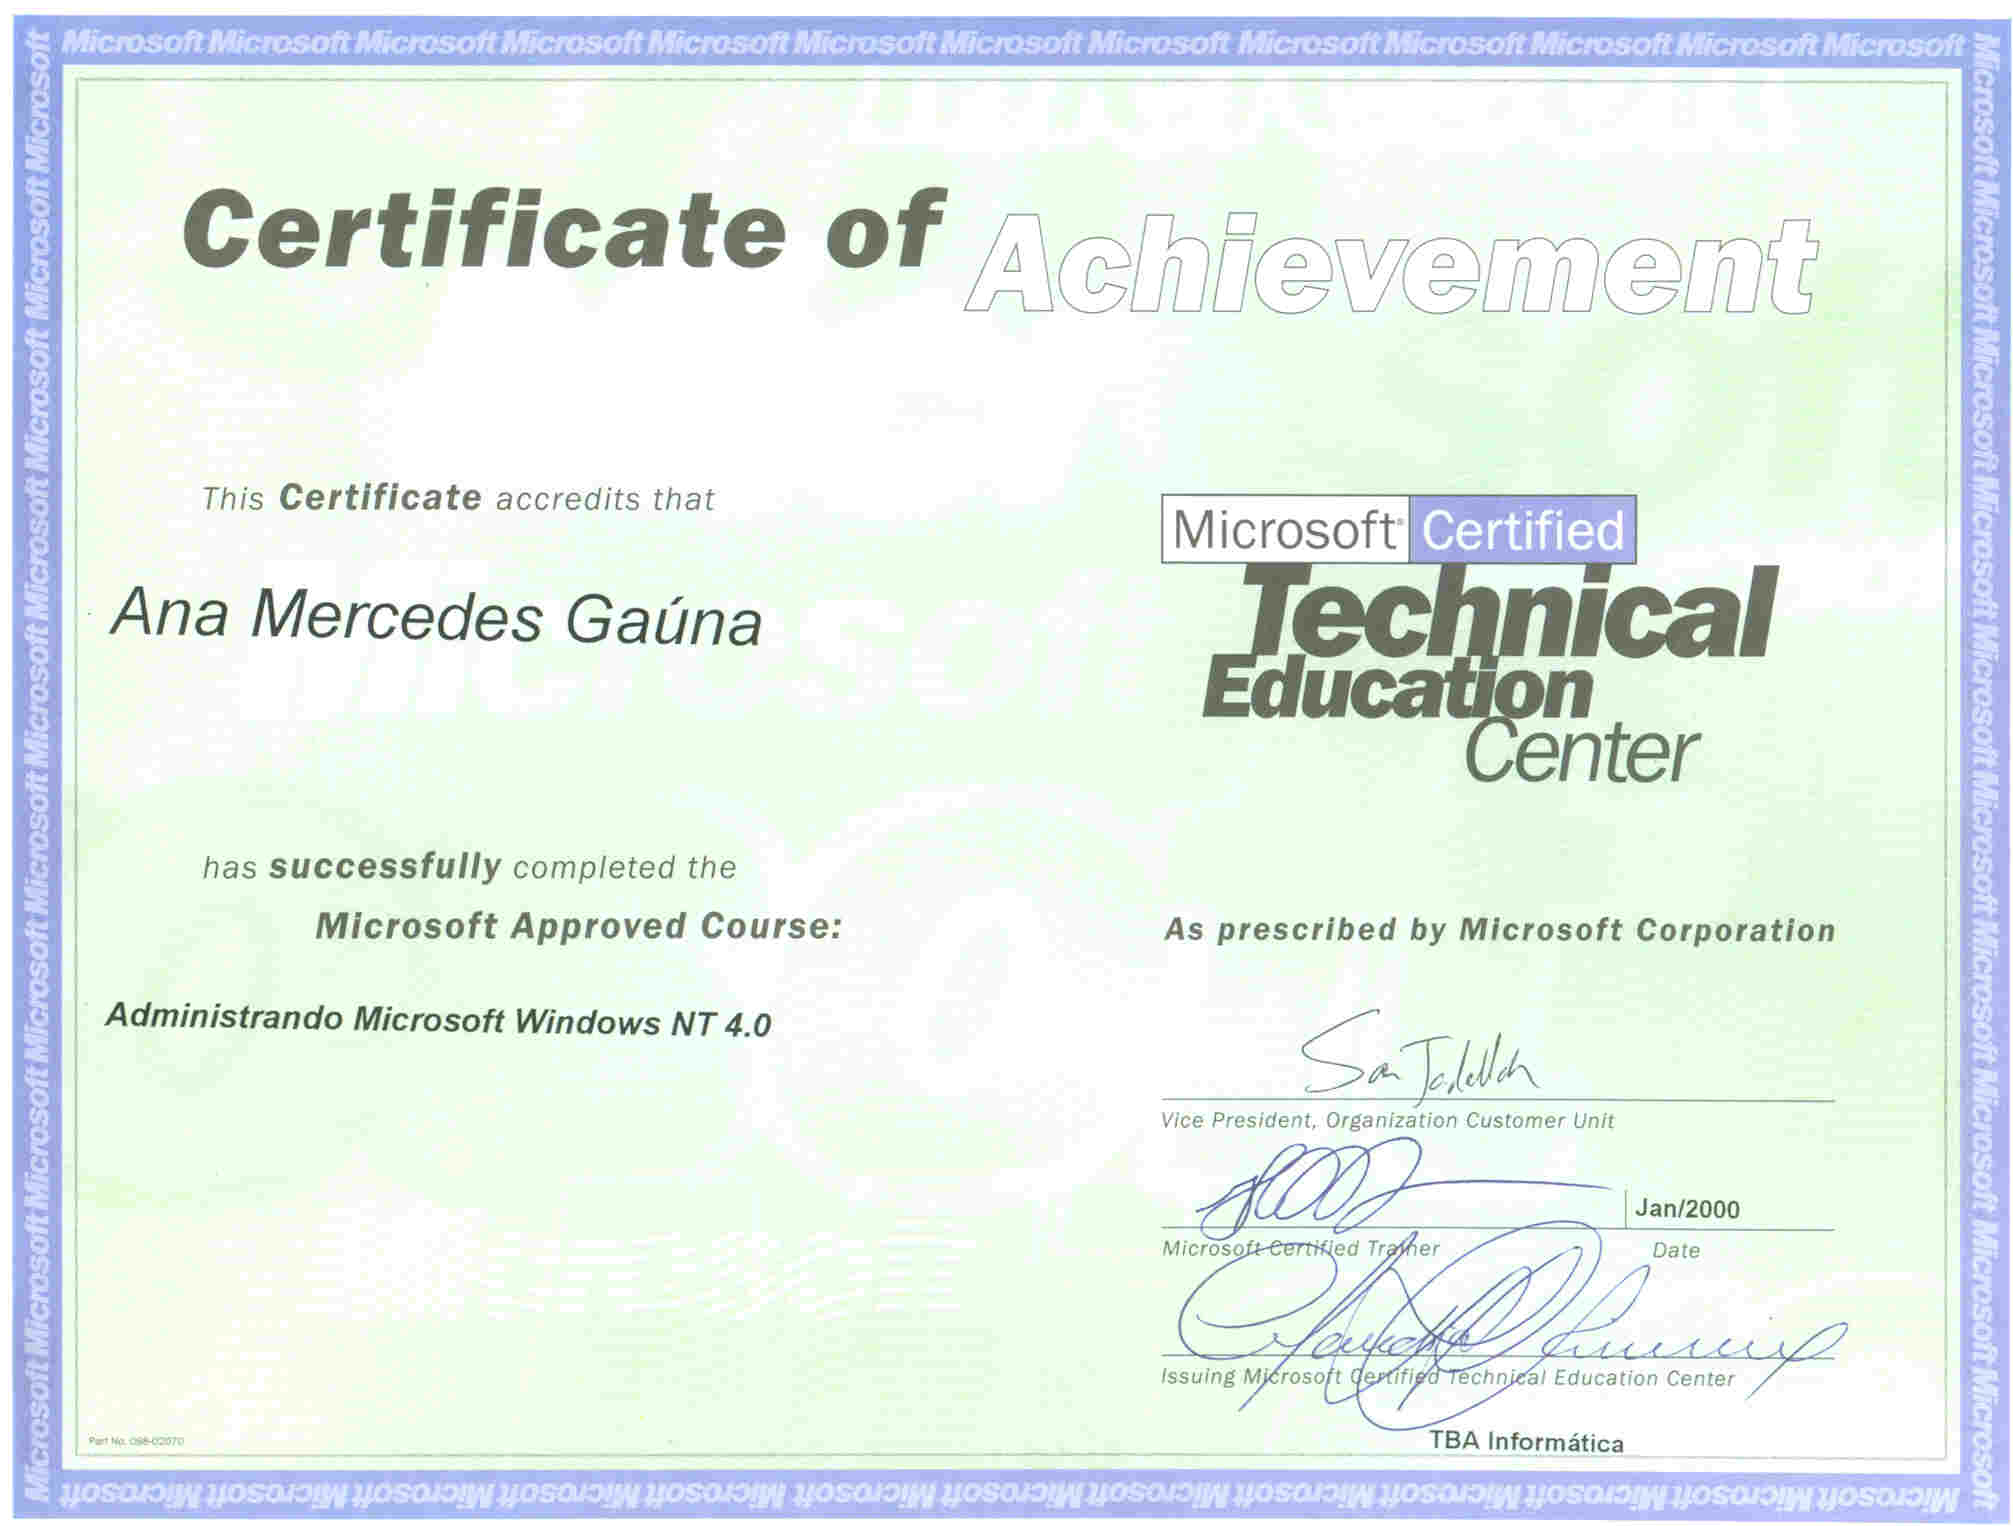 Microsoft Microsoft Microsoft Microsoft Microsoft Microsoft Microsoft Microsoft Microsoft Microsoft Microsoft Microsoft Microsoft
Certificate of Achievement
This Certificate accredits that
Ana Mercedes Gaúna
Microsoft Certified
Technical
Education
Center
has successfully completed the
Microsoft Approved Course:
Administrando Microsoft Windows NT 4.0
As prescribed by Microsoft Corporation
Vice President, Organization Customer Unit
Jan/2000
Microsoft Certified Trainer
Date
Issuing Microsoft Certified Technical Education Center
TBA Informática
Part No. 098-02070
Microsoft Microsoft Microsoft Microsoft Microsoft Microsoft Microsoft Microsoft Microsoft Microsoft Microsoft Microsoft Microsoft